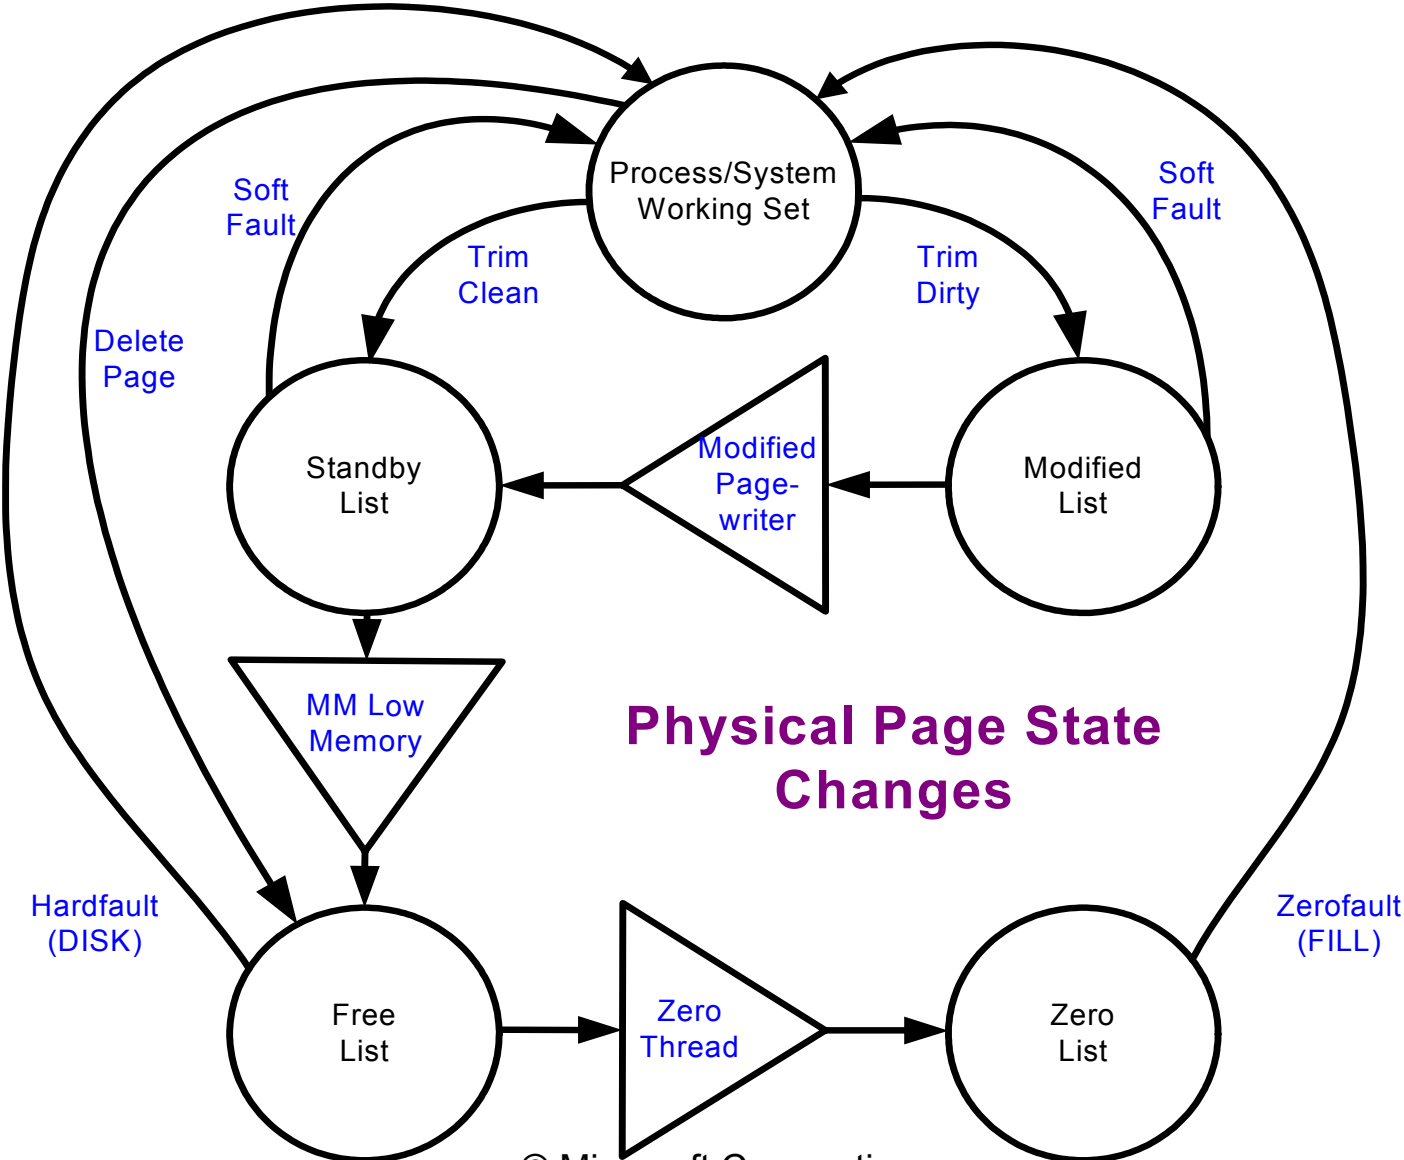 Process/System
Working Set
Soft
Fault
Soft
Fault
Trim
Clean
Trim
Dirty
Delete
Page
Standby
List
Modified
Page-
writer
Modified
List
MM Low
Memory
Physical Page State
Changes
Hardfault
(DISK)
Zerofault
(FILL)
Free
List
Zero
Thread
Zero
List
© Microsoft